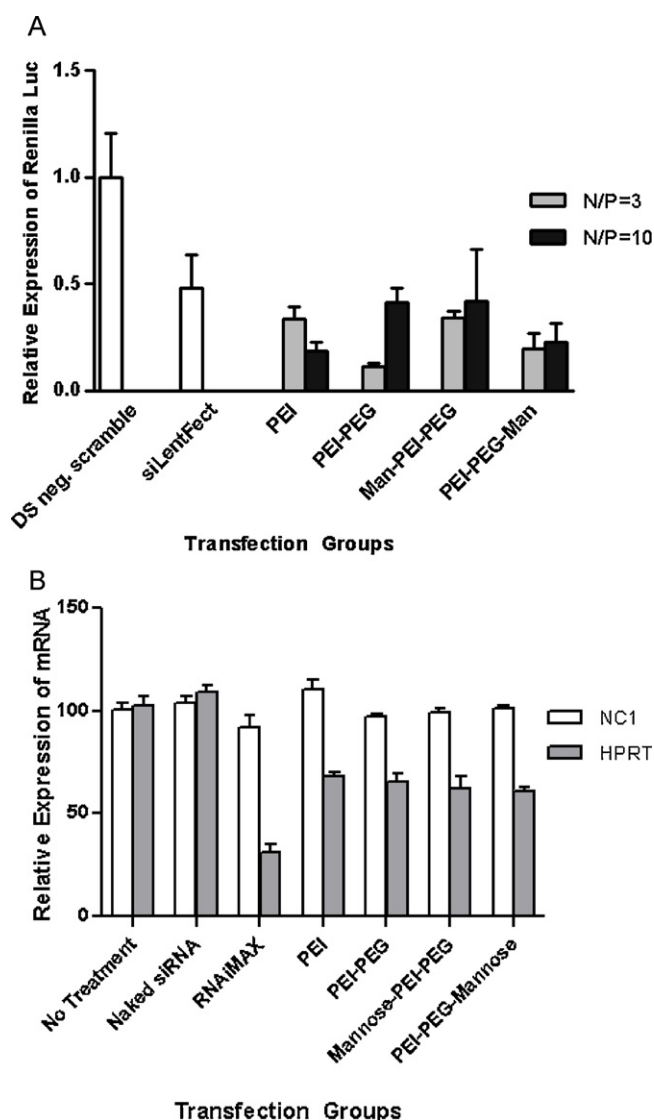 A
Relative Expression of Renilla Luc
1.5
1.0
0.5
0.0
N/P=3
N/P=10
DS neg. scramble
siLentFect
PEI
PEI-PEG
Man-PEI-PEG
PEI-PEG-Man
Transfection Groups
B
Relative Expression of mRNA
150
100
50
0
NC1
HPRT
No Treatment
Naked siRNA
RNAiMAX
PEI
PEI-PEG
Mannose-PEI-PEG
PEI-PEG-Mannose
Transfection Groups